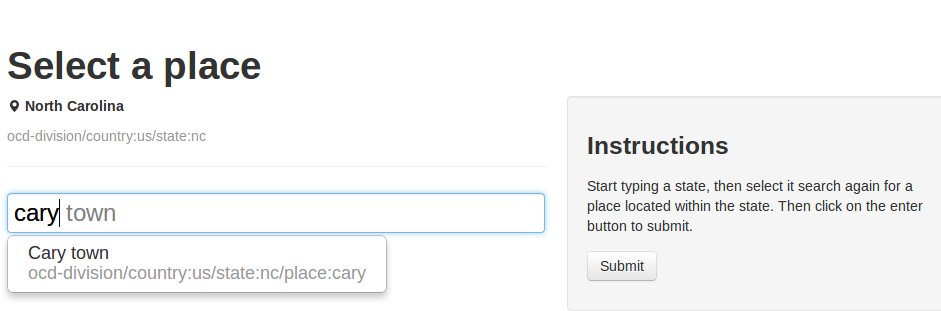 Select a place
North Carolina
ocd-division/country:us/state:nc
cary town
Cary town
ocd-division/country:us/state:nc/place:cary
Instructions
Start typing a state, then select it search again for a
place located within the state. Then click on the enter
button to submit.
Submit